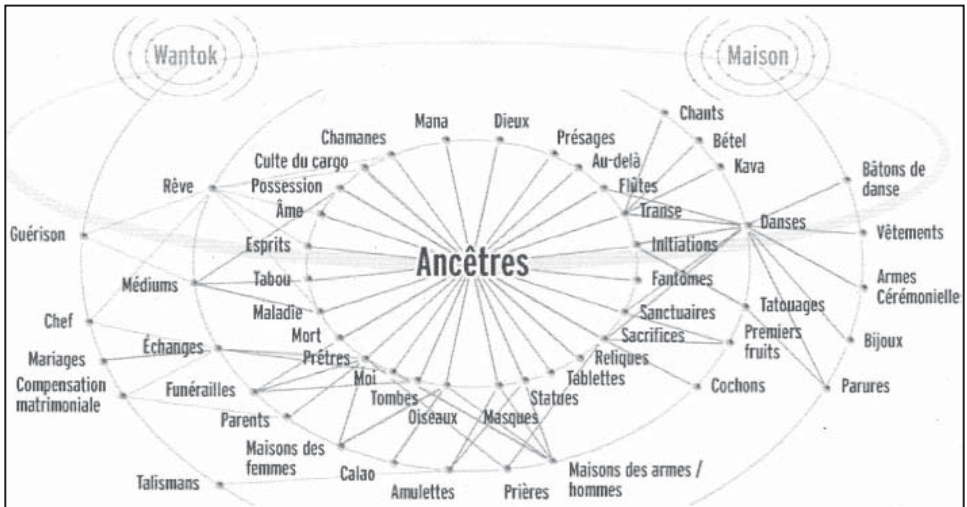 Wantok
Maison
Chants
Mana
Dieux
Bétel
Chamanes
Présages
Culte du cargo
Au-delà
Kava
Rêve
Possession
Flûtes
Bâtons de
danse
Âme
Transe
Danses
Guérison
Esprits
Initiations
Vêtements
Ancêtres
Médiums
Tabou
Fantômes
Armes
Cérémonielle
Maladie
Sanctuaires
Tatouages
Chef
Mort
Sacrifices
Premiers
fruits
Bijoux
Mariages
Échanges
Prêtres
Reliques
Moi
Tablettes
Compensation
matrimoniale
Funérailles
Tombes
Statues
Cochons
Parures
Parents
Oiseaux
Masques
Maisons des
femmes
Calao
Maisons des armes /
hommes
Talismans
Amulettes
Prières